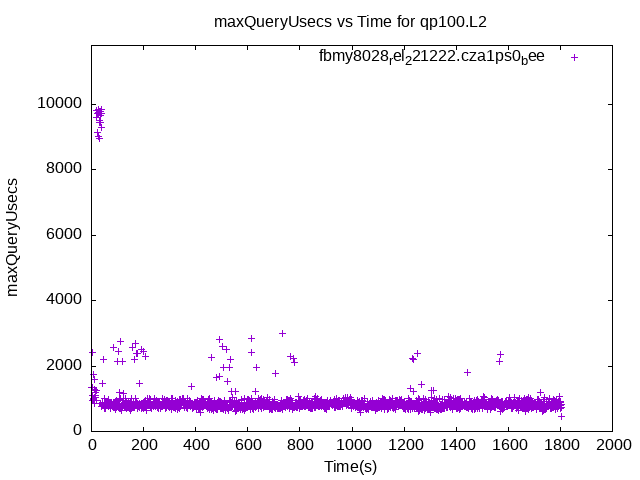 maxQueryUsecs vs Time for qp100.L2
fbmy8028rel221222.cza1ps0bee
maxQueryUsecs
10000
8000
6000
4000
2000
0
0 200 400 600 800 1000 1200 1400 1600 1800 2000
Time(s)